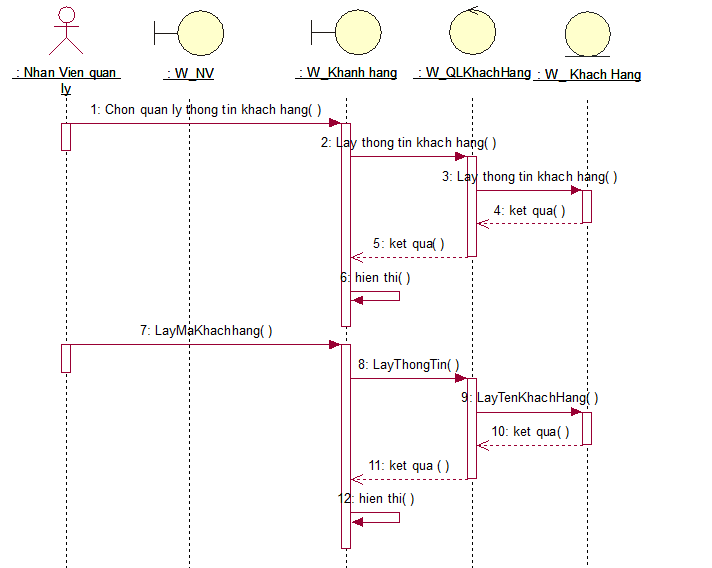 : Nhan Vien quan
ly
: W_NV
: W_Khanh hang
: W_QLKhachHang
: W_ Khach Hang
1: Chon quan ly thong tin khach hang( )
2: Lay thong tin khach hang( )
3: Lay thong tin khach hang( )
4: ket qua( )
5: ket qua( )
6: hien thi( )
7: LayMaKhachhang( )
8: LayThongTin( )
9: LayTenKhachHang( )
10: ket qua( )
11: ket qua ( )
12: hien thi( )